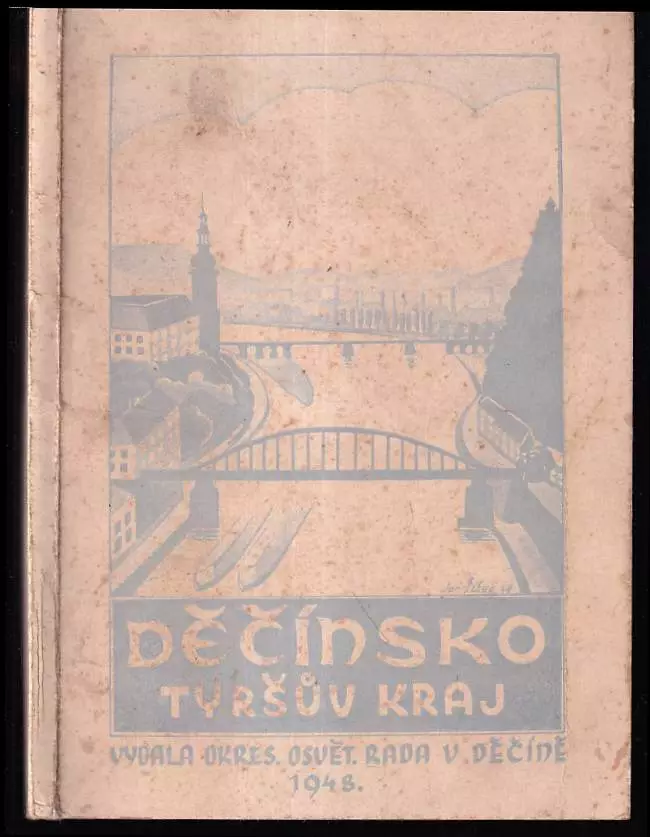 DĚČÍNSKO
TYRŠŮV KRAJ
VYDALA OKRES. OSVĚT. RADA V DĚČÍNĚ
1948.